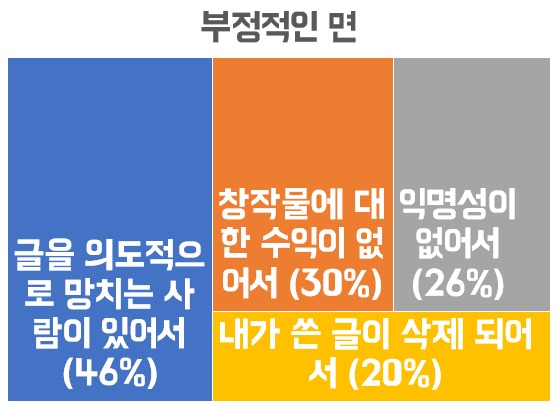 부정적인 면
글을 의도적으
로 망치는 사
람이 있어서
(46%)
창작물에 대
한 수익이 없
어서 (30%)
익명성이
없어서
(26%)
내가 쓴 글이 삭제 되어
서 (20%)